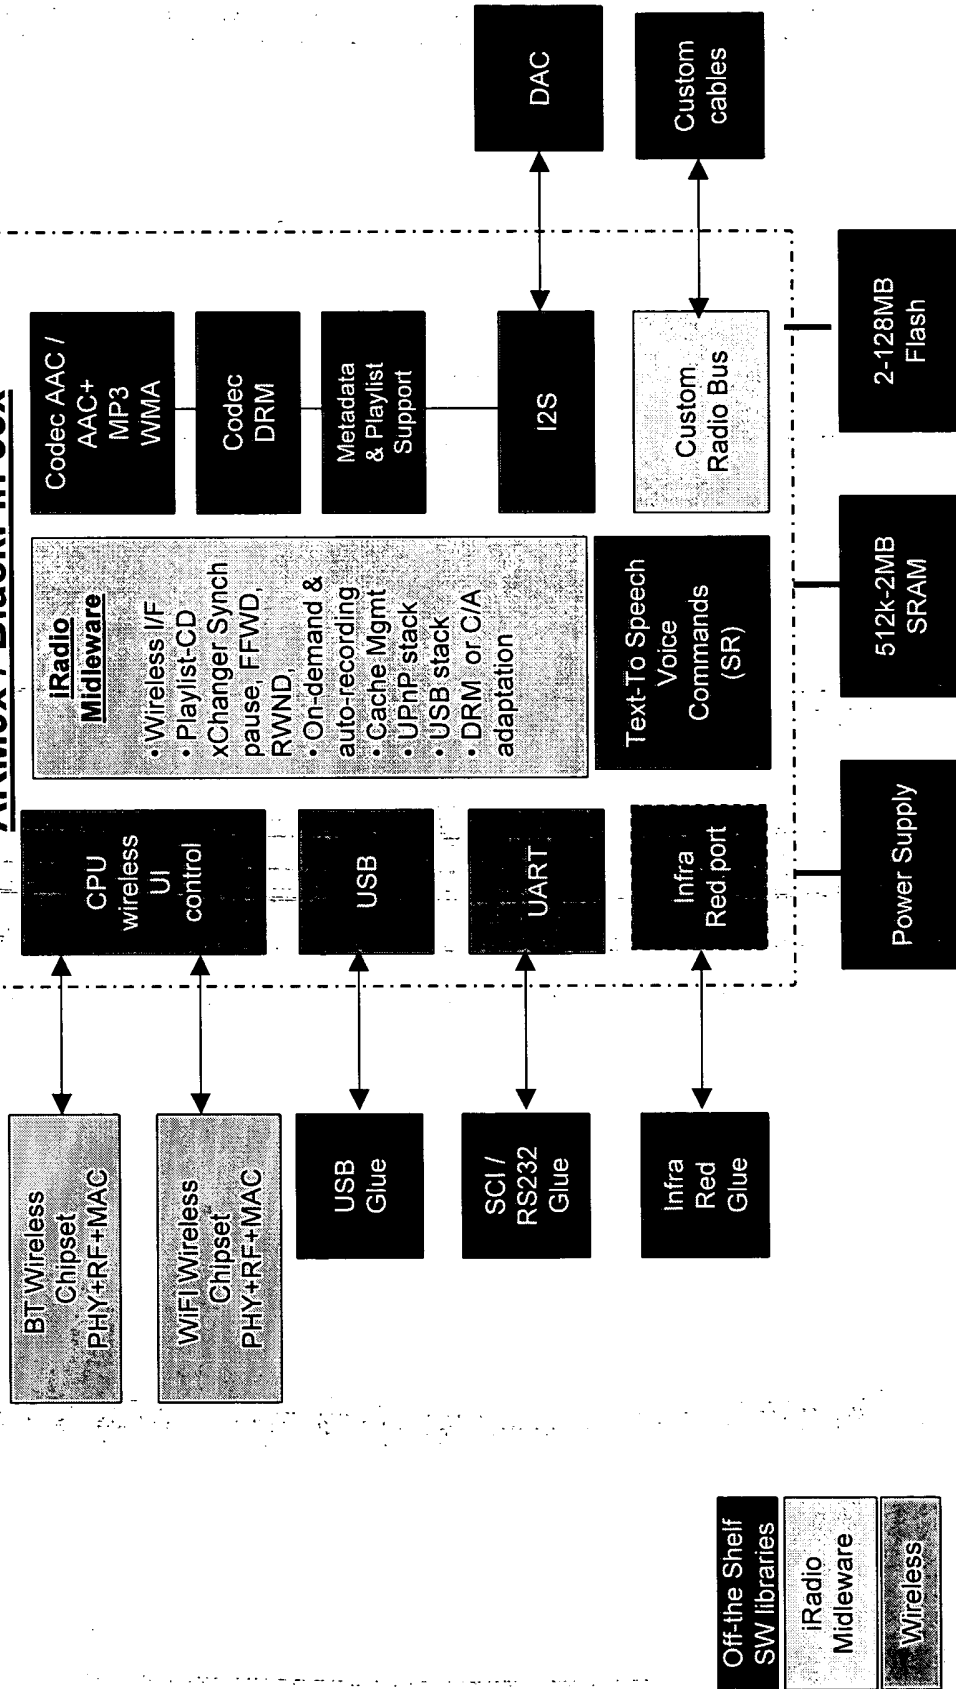 BT Wireless
Chipset
PHY+RF+MAC
WiFI Wireless
Chipset
PHY+RF+MAC
USB
Glue
SCI /
RS232
Glue
Infra
Red
Glue
CPU
wireless
UI
control
USB
UART
Infra
Red port
iRadio
Midleware
• Wireless I/F
• Playlist-CD
xChanger Synch
pause, FFWD,
RWND,
• On-demand &
auto-recording
• Cache Mgmt
• UPnP stack
• USB stack
• DRM or C/A
adaptation
Text-To Speech
Voice
Commands
(SR)
Codec AAC /
AAC+
MP3
WMA
Codec
DRM
Metadata
& Playlist
Support
I2S
Custom
Radio Bus
DAC
Custom
cables
Power Supply
512k-2MB
SRAM
2-128MB
Flash
Off-the Shelf
SW libraries
iRadio
Midleware
Wireless